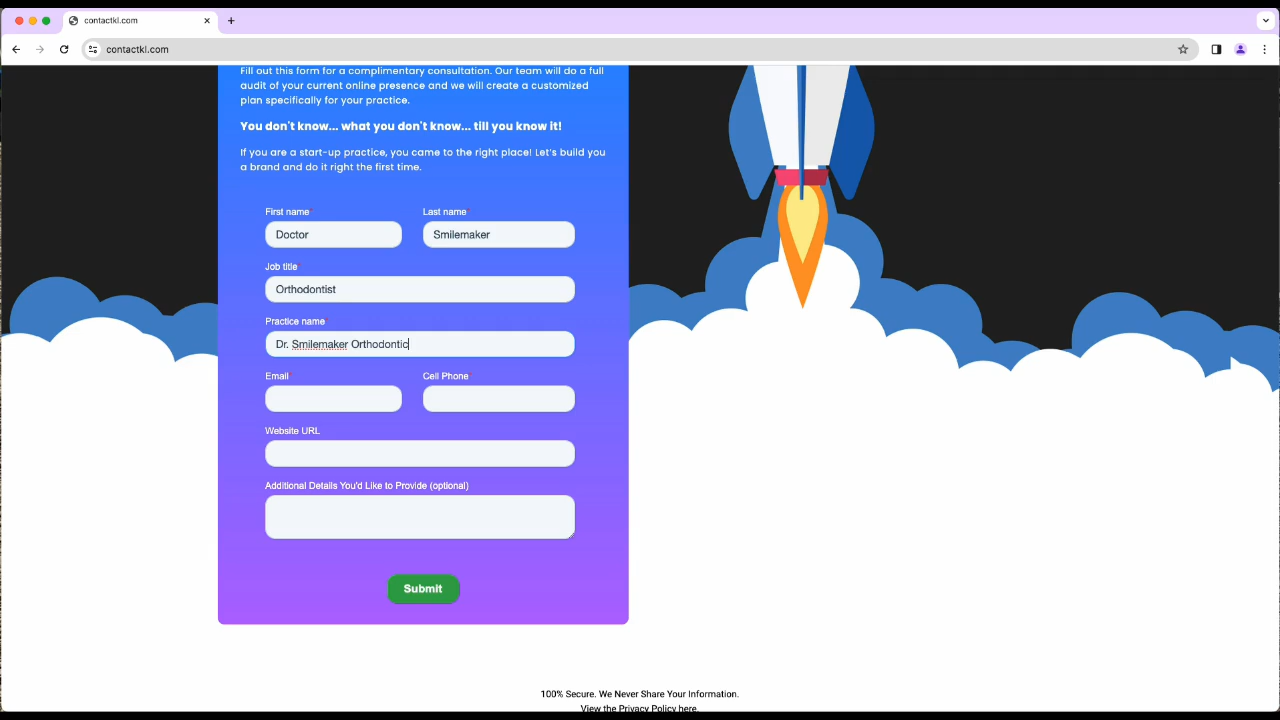 contactkl.com
contactkl.com
Fill out this form for a complimentary consultation. Our team will do a full
audit of your current online presence and we will create a customized
plan specifically for your practice.
You don't know... what you don't know... till you know it!
If you are a start-up practice, you came to the right place! Let's build you
a brand and do it right the first time.
First name* Last name*
Doctor Smilemaker
Job title*
Orthodontist
Practice name*
Dr. Smilemaker Orthodontic
Email* Cell Phone*
Website URL
Additional Details You'd Like to Provide (optional)
Submit
100% Secure. We Never Share Your Information.
View the Privacy Policy here.